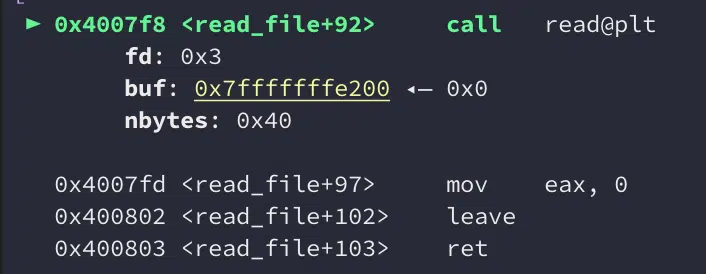 ► 0x4007f8 <read_file+92> call read@plt
fd: 0x3
buf: 0x7fffffffe200 ◂— 0x0
nbytes: 0x40
0x4007fd <read_file+97> mov eax, 0
0x400802 <read_file+102> leave
0x400803 <read_file+103> ret